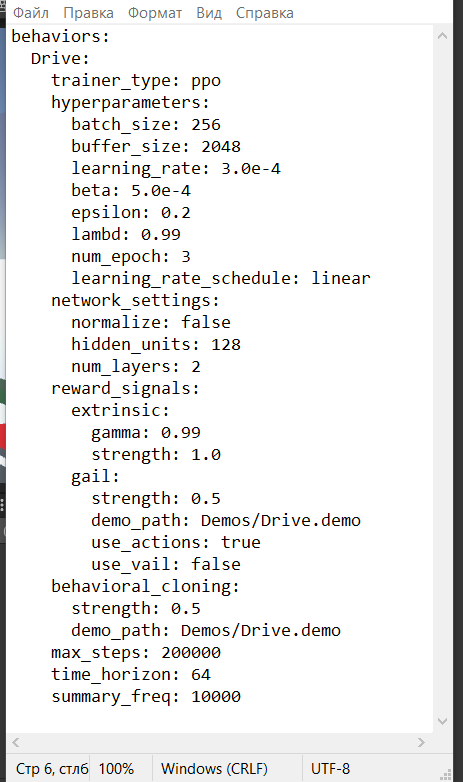 Файл Правка Формат Вид Справка
behaviors:
  Drive:
    trainer_type: ppo
    hyperparameters:
      batch_size: 256
      buffer_size: 2048
      learning_rate: 3.0e-4
      beta: 5.0e-4
      epsilon: 0.2
      lambd: 0.99
      num_epoch: 3
      learning_rate_schedule: linear
    network_settings:
      normalize: false
      hidden_units: 128
      num_layers: 2
    reward_signals:
      extrinsic:
        gamma: 0.99
        strength: 1.0
      gail:
        strength: 0.5
        demo_path: Demos/Drive.demo
        use_actions: true
        use_vail: false
    behavioral_cloning:
      strength: 0.5
      demo_path: Demos/Drive.demo
    max_steps: 200000
    time_horizon: 64
    summary_freq: 10000
Стр 6, стлб 100% Windows (CRLF) UTF-8